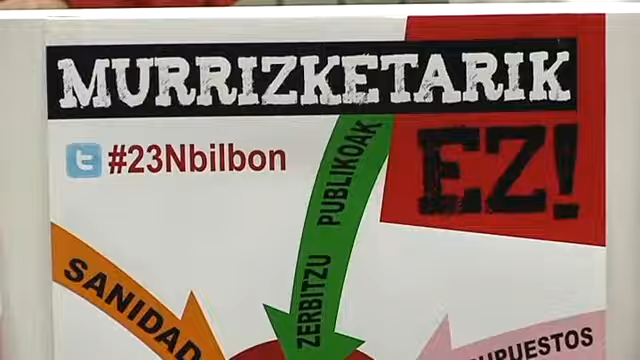 MURRIZKETARIK
EZ!
#23Nbilbon
ZERBITZU PUBLIKOAK
SANIDAD